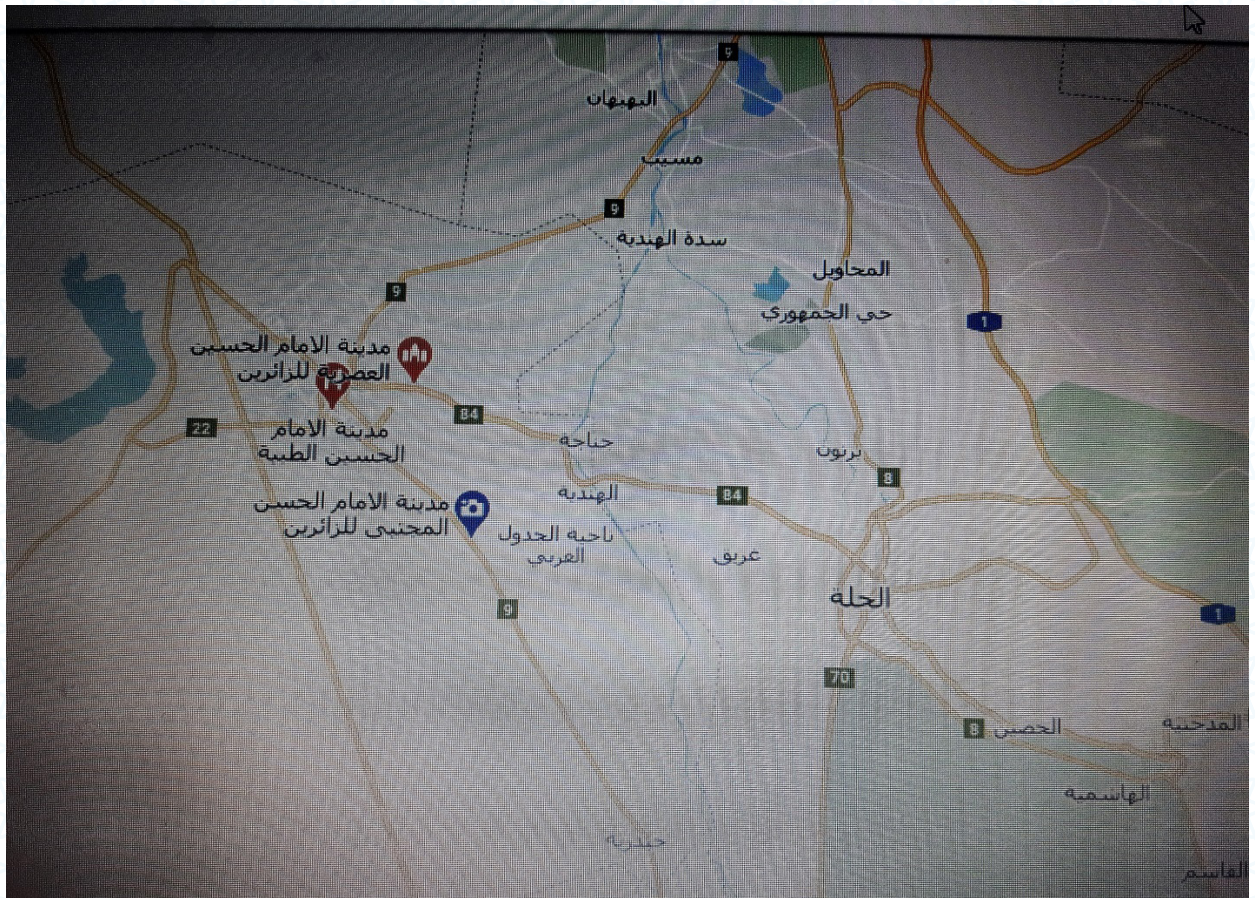 9
البهبهان
مسيب
9
سدة الهندية
المحاويل
9
حي الجمهوري
1
مدينة الامام الحسين
العصرية للزائرين
84
22
مدينة الامام
الحسين الطبية
جناجة
برنون
8
الهندية
84
مدينة الامام الحسن
المجتبى للزائرين
ناحية الجدول
الغربي
عريق
الحلة
9
1
70
8
الحصين
المدحتية
الهاشمية
حيدرية
القاسم